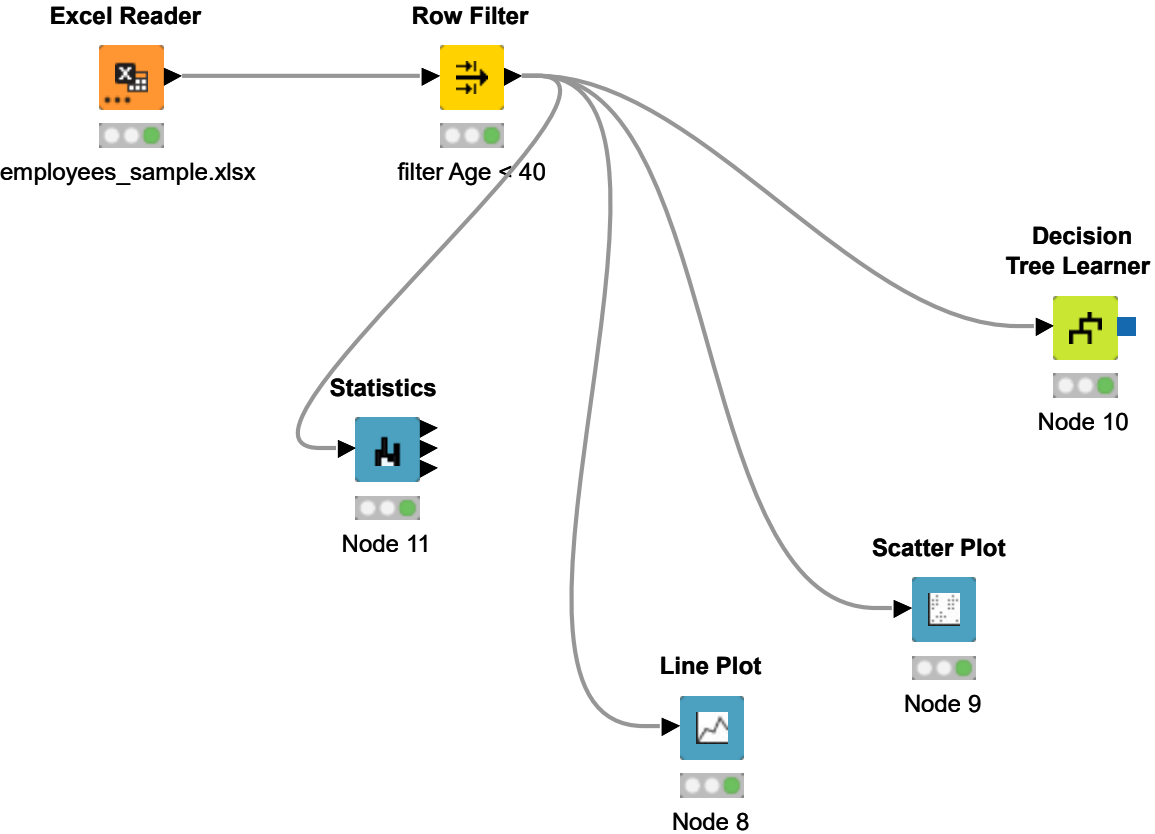 Excel Reader
Row Filter
employees_sample.xlsx
filter Age < 40
Decision
Tree Learner
Statistics
Node 10
Node 11
Scatter Plot
Line Plot
Node 9
Node 8